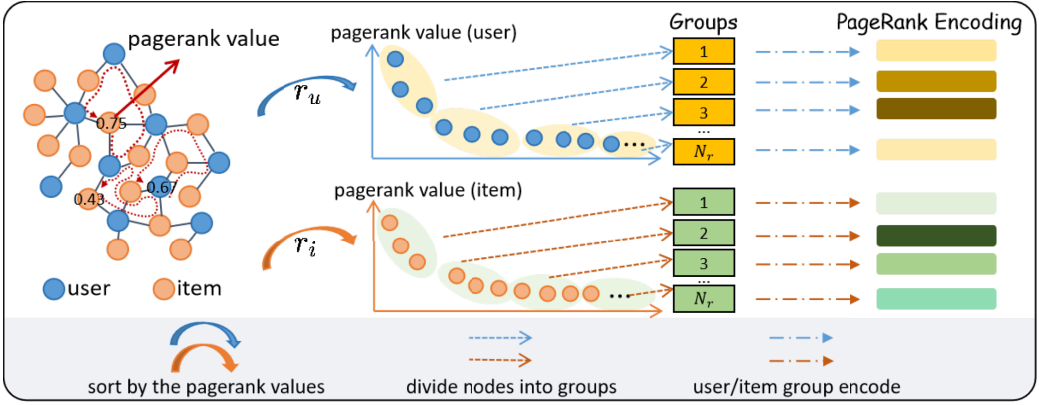 pagerank value
0.75
0.67
0.43
user
item
r_u
r_i
pagerank value (user)
...
pagerank value (item)
...
Groups
1
2
3
...
N_r
1
2
3
...
N_r
PageRank Encoding
sort by the pagerank values
divide nodes into groups
user/item group encode